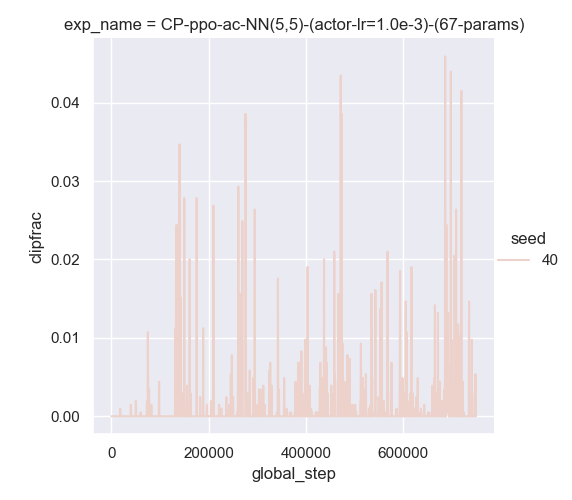 exp_name = CP-ppo-ac-NN(5,5)-(actor-lr=1.0e-3)-(67-params)
clipfrac
0.04
0.03
0.02
0.01
0.00
0
200000
400000
600000
global_step
seed
40